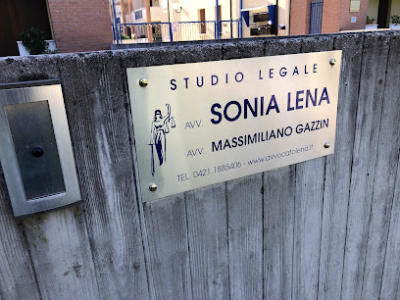 STUDIO LEGALE
AVV. SONIA LENA
AVV. MASSIMILIANO GAZZIN
TEL. 0421.1885406 - www.avvocatolena.it